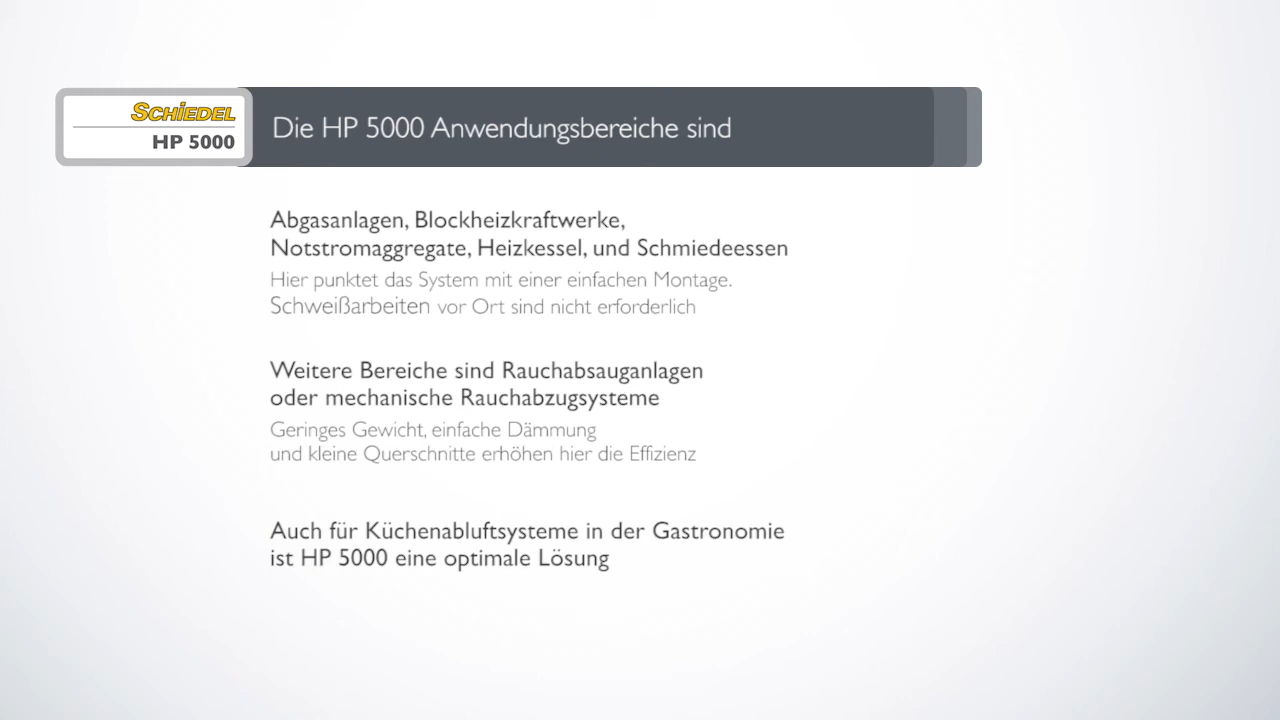 SCHIEDEL
HP 5000
Die HP 5000 Anwendungsbereiche sind
Abgasanlagen, Blockheizkraftwerke,
Notstromaggregate, Heizkessel, und Schmiedeessen
Hier punktet das System mit einer einfachen Montage.
Schweißarbeiten vor Ort sind nicht erforderlich
Weitere Bereiche sind Rauchabsauganlagen
oder mechanische Rauchabzugsysteme
Geringes Gewicht, einfache Dämmung
und kleine Querschnitte erhöhen hier die Effizienz
Auch für Küchenabluftsysteme in der Gastronomie
ist HP 5000 eine optimale Lösung